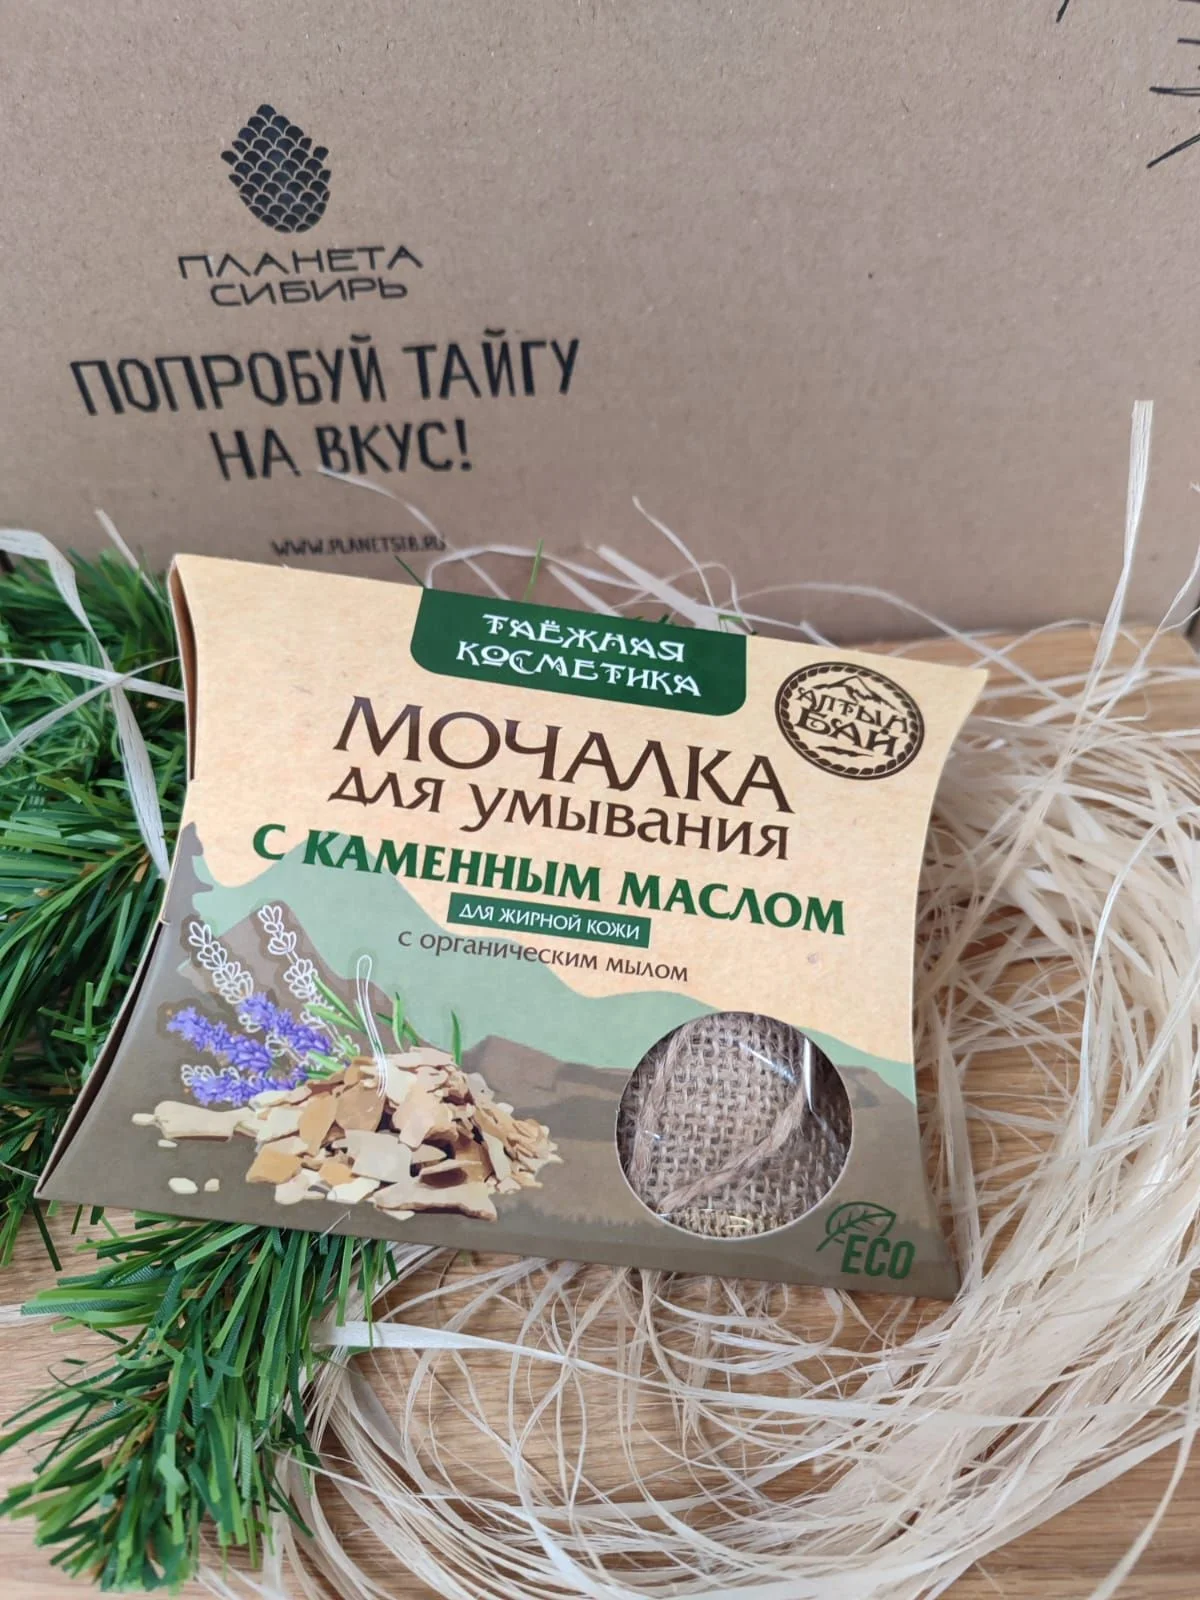 ПЛАНЕТА
СИБИРЬ
ПОПРОБУЙ ТАЙГУ
НА ВКУС!
WWW.PLANETSIB.RU
ТАЁЖНАЯ
КОСМЕТИКА
АЛТЫН
БАЙ
МОЧАЛКА
для умывания
С КАМЕННЫМ МАСЛОМ
ДЛЯ ЖИРНОЙ КОЖИ
с органическим мылом
ECO